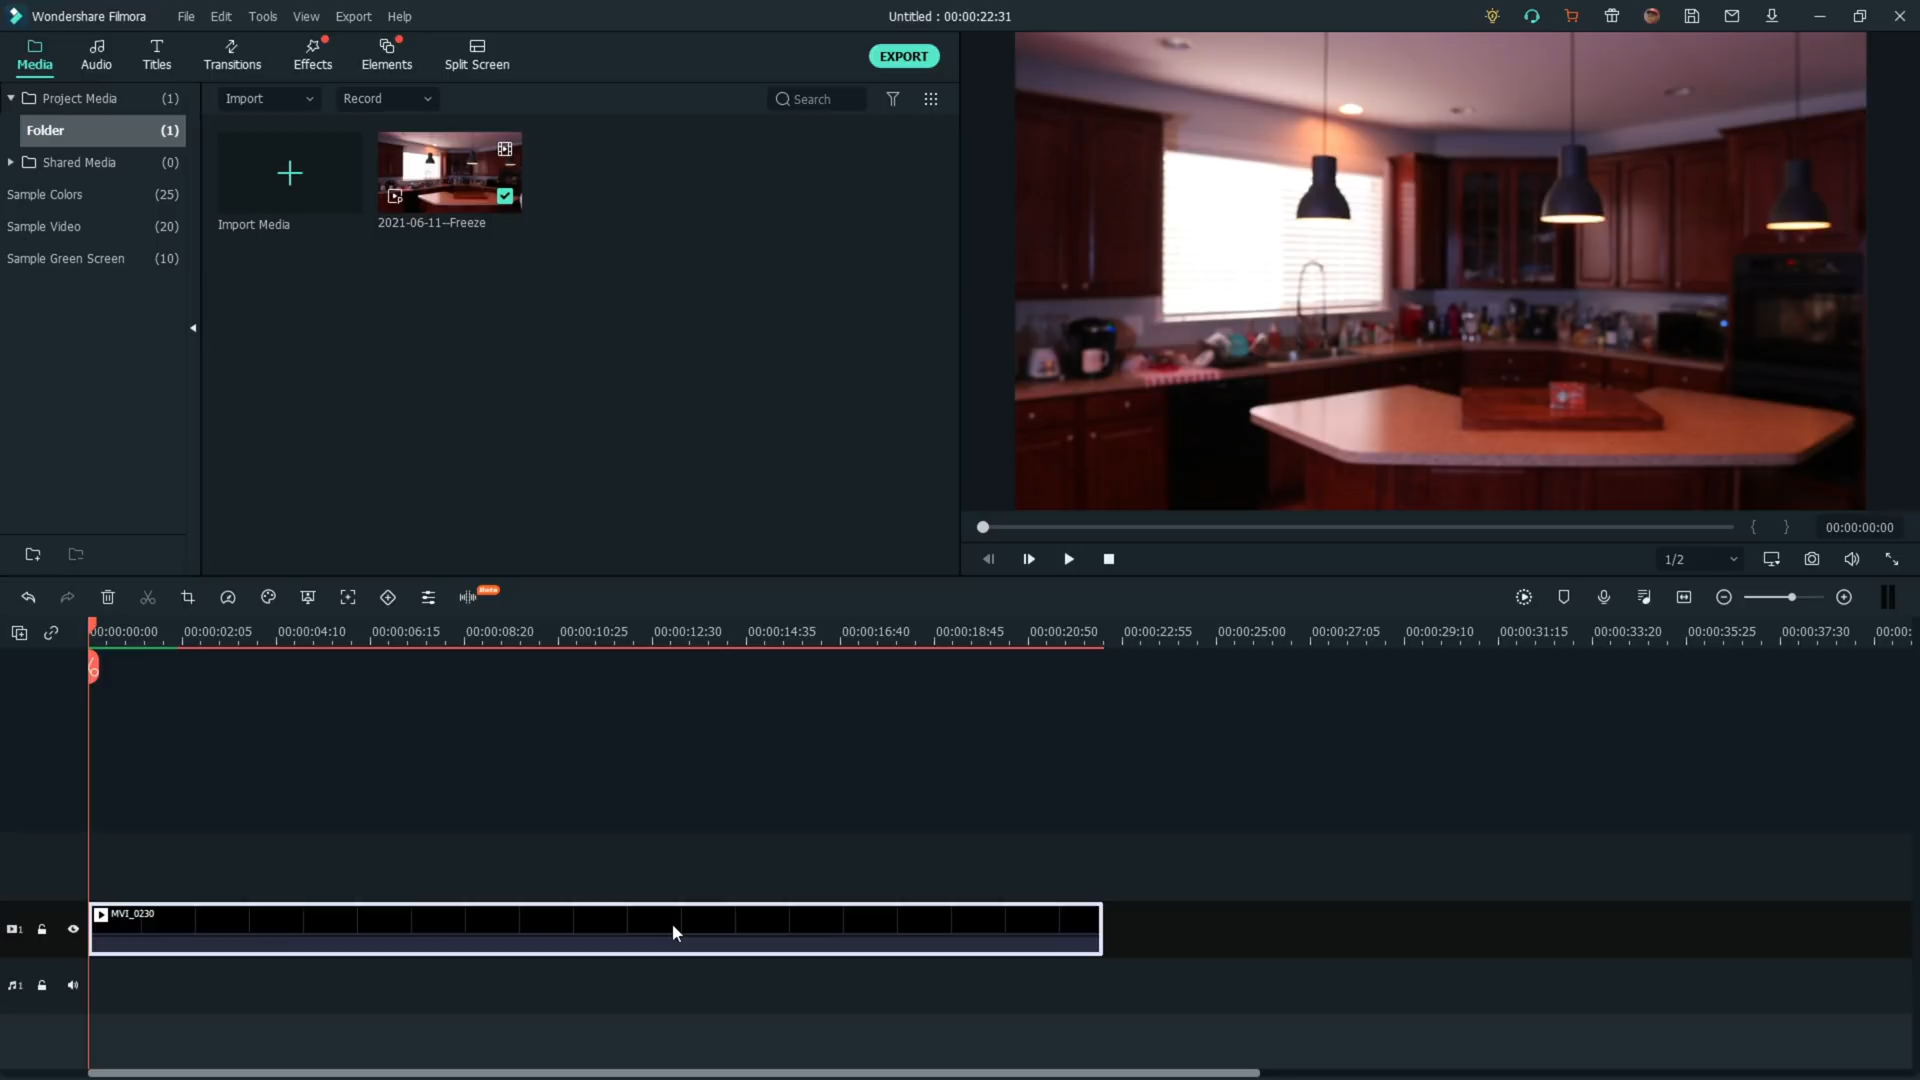 Wondershare Filmora File Edit Tools View Export Help Untitled : 00:00:22:31
Media Audio Titles Transitions Effects Elements Split Screen EXPORT
Project Media (1) Import Record Search
Folder (1)
Shared Media (0)
Sample Colors (25)
Sample Video (20)
Sample Green Screen (10)
Import Media
2021-06-11--Freeze
{ } 00:00:00:00
1/2
00:00:00:00 00:00:02:05 00:00:04:10 00:00:06:15 00:00:08:20 00:00:10:25 00:00:12:30 00:00:14:35 00:00:16:40 00:00:18:45 00:00:20:50 00:00:22:55 00:00:25:00 00:00:27:05 00:00:29:10 00:00:31:15 00:00:33:20 00:00:35:25 00:00:37:30 00:00:
MVI_0230
1
1